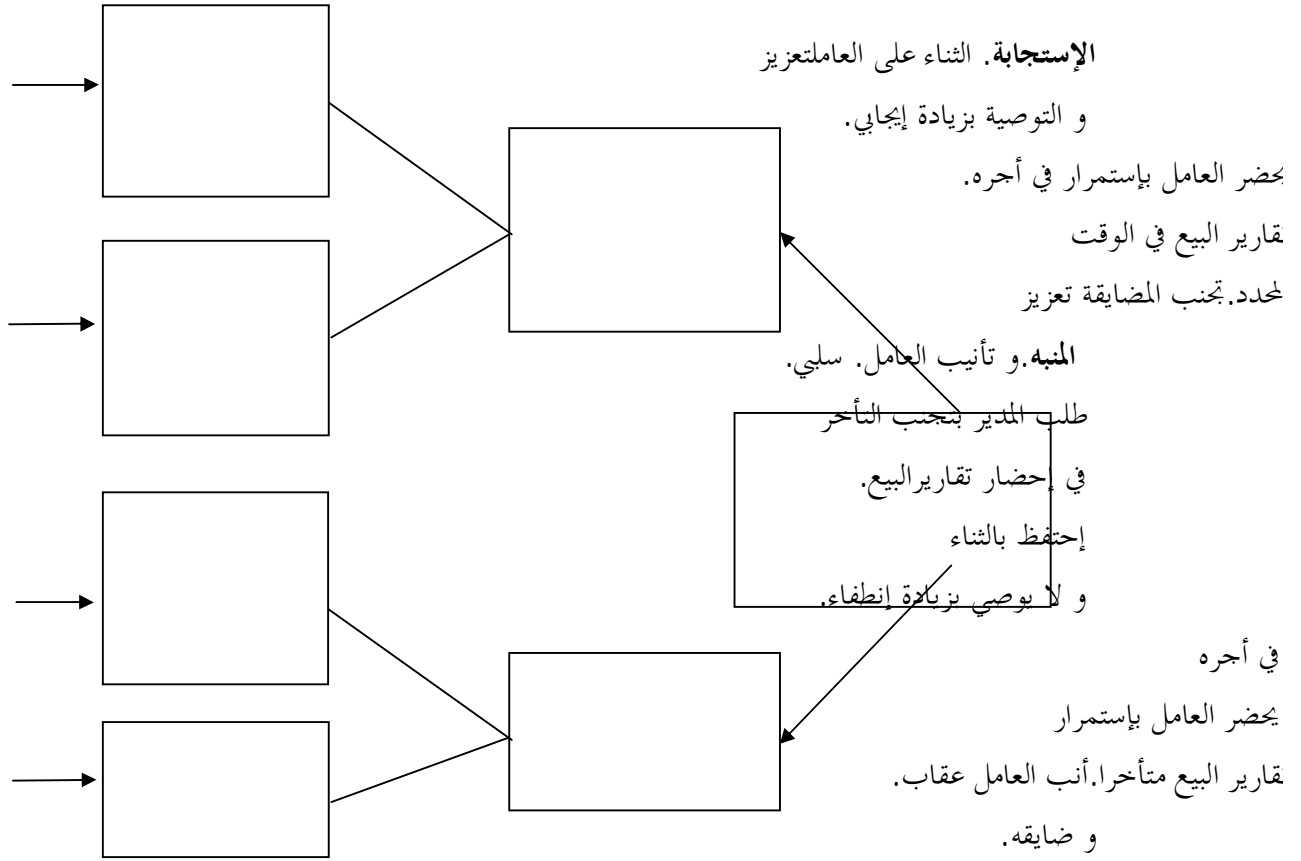 الإستجابة. الثناء على العاملتعزيز
و التوصية بزيادة إيجابي.
يحضر العامل بإستمرار في أجره.
تقارير البيع في الوقت
المحدد.تجنب المضايقة تعزيز
المنبه.و تأنيب العامل. سلبي.
طلب المدير بتجنب التأخر
في إحضار تقاريرالبيع.
إحتفظ بالثناء
و لا يوصي بزيادة إنطفاء.
في أجره
يحضر العامل بإستمرار
تقارير البيع متأخرا.أنب العامل عقاب.
و ضايقه.